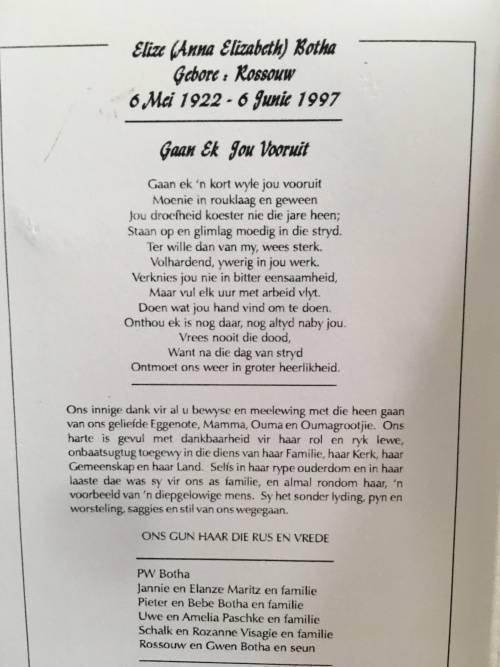 Elize (Anna Elizabeth) Botha
Gebore : Rossouw
6 Mei 1922 - 6 Junie 1997
Gaan Ek Jou Vooruit
Gaan ek 'n kort wyle jou vooruit
Moenie in rouklaag en geween
Jou droefheid koester nie die jare heen;
Staan op en glimlag moedig in die stryd.
Ter wille dan van my, wees sterk.
Volhardend, ywerig in jou werk.
Verknies jou nie in bitter eensaamheid,
Maar vul elk uur met arbeid vlyt.
Doen wat jou hand vind om te doen.
Onthou ek is nog daar, nog altyd naby jou.
Vrees nooit die dood,
Want na die dag van stryd
Ontmoet ons weer in groter heerlikheid.
Ons innige dank vir al u bewyse en meelewing met die heen gaan
van ons geliefde Eggenote, Mamma, Ouma en Oumagrootjie. Ons
harte is gevul met dankbaarheid vir haar rol en ryk lewe,
onbaatsugtug toegewy in die diens van haar Familie, haar Kerk, haar
Gemeenskap en haar Land. Selfs in haar rype ouderdom en in haar
laaste dae was sy vir ons as familie, en almal rondom haar, 'n
voorbeeld van 'n diepgelowige mens. Sy het sonder lyding, pyn en
worsteling, saggies en stil van ons wegegaan.
ONS GUN HAAR DIE RUS EN VREDE
PW Botha
Jannie en Elanze Maritz en familie
Pieter en Bebe Botha en familie
Uwe en Amelia Paschke en familie
Schalk en Rozanne Visagie en familie
Rossouw en Gwen Botha en seun